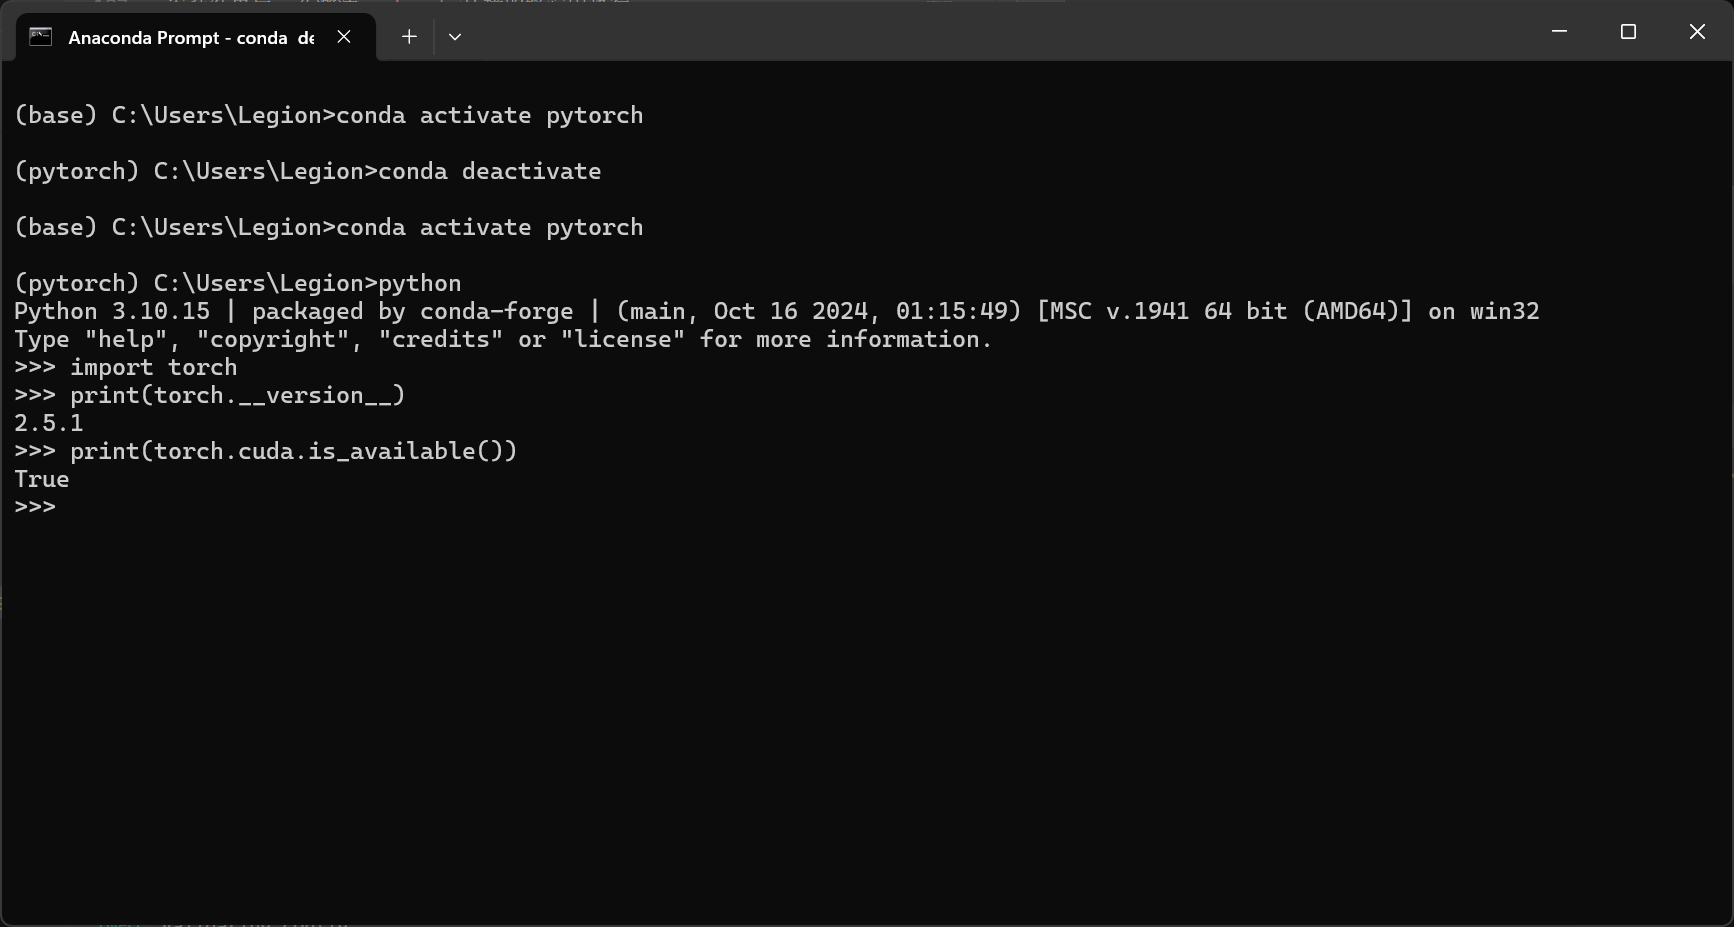 Anaconda Prompt - conda de
(base) C:\Users\Legion>conda activate pytorch
(pytorch) C:\Users\Legion>conda deactivate
(base) C:\Users\Legion>conda activate pytorch
(pytorch) C:\Users\Legion>python
Python 3.10.15 | packaged by conda-forge | (main, Oct 16 2024, 01:15:49) [MSC v.1941 64 bit (AMD64)] on win32
Type "help", "copyright", "credits" or "license" for more information.
>>> import torch
>>> print(torch.__version__)
2.5.1
>>> print(torch.cuda.is_available())
True
>>>